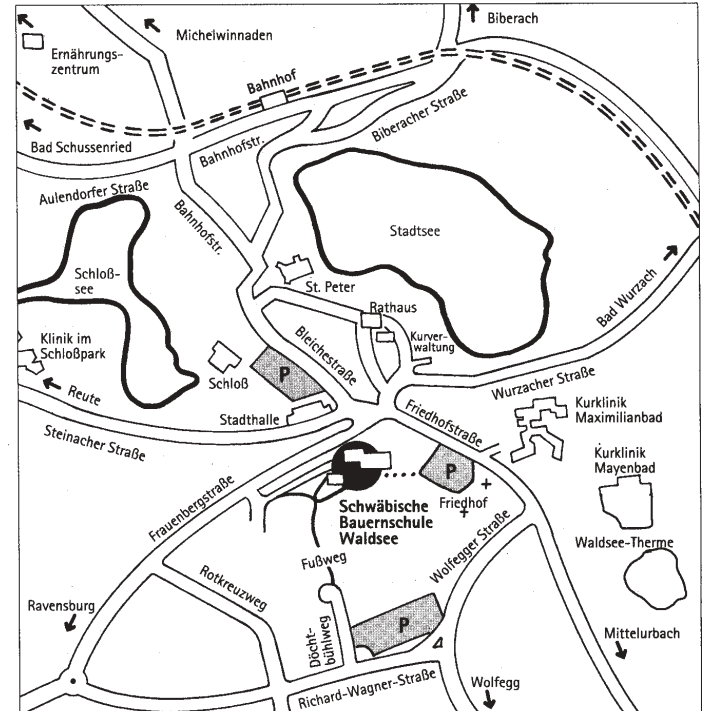 Biberach
Michelwinnaden
Ernährungs-
zentrum
Bahnhof
Biberacher Straße
Bad Schussenried
Bahnhofstr.
Aulendorfer Straße
Bahnhofstr.
Stadtsee
Schloß-
see
St. Peter
Bad Wurzach
Rathaus
Kurver-
waltung
Klinik im
Schloßpark
Bleichestraße
Schloß
P
Reute
Wurzacher Straße
Stadthalle
Friedhofstraße
Kurklinik
Maximilianbad
Steinacher Straße
Kurklinik
Mayenbad
P
Friedhof
Schwäbische
Bauernschule
Waldsee
Frauenbergstraße
Wolfegger Straße
Waldsee-Therme
Fußweg
Rotkreuzweg
Ravensburg
P
Döcht-
bühlweg
Mittelurbach
Richard-Wagner-Straße
Wolfegg